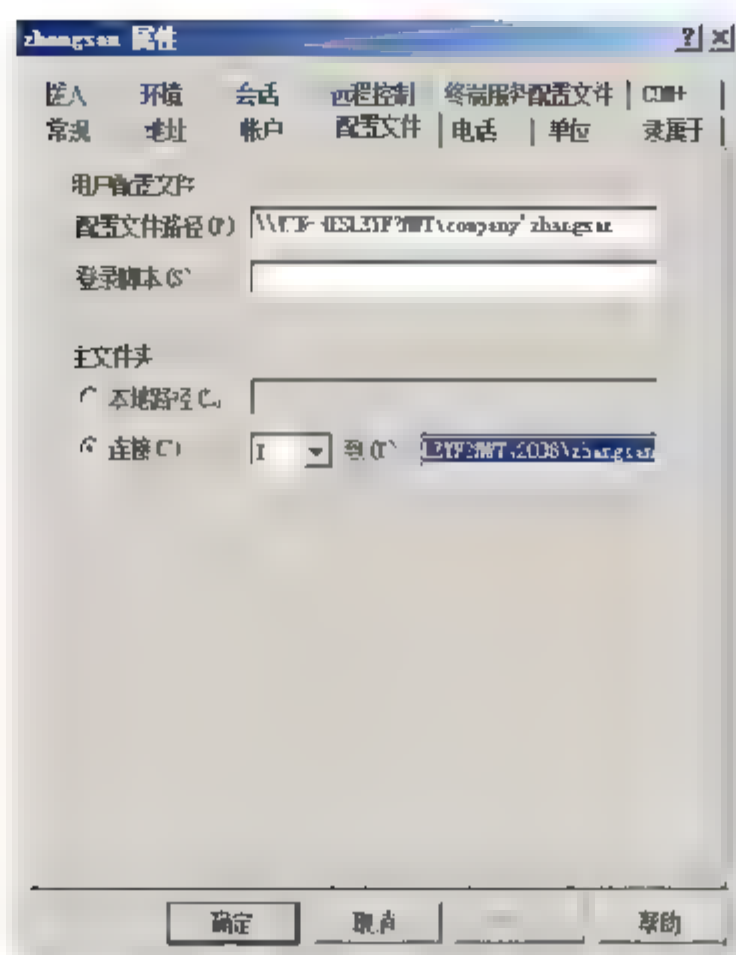 zhangsan 属性
拨入 环境 会话 远程控制 终端服务配置文件 COM+
常规 地址 帐户 配置文件 电话 单位 隶属于
用户配置文件
配置文件路径(P) \company\zhangsan
登录脚本(S)
主文件夹
本地路径(L)
连接(C) 到(T) \zhangsan
确定 取消 帮助